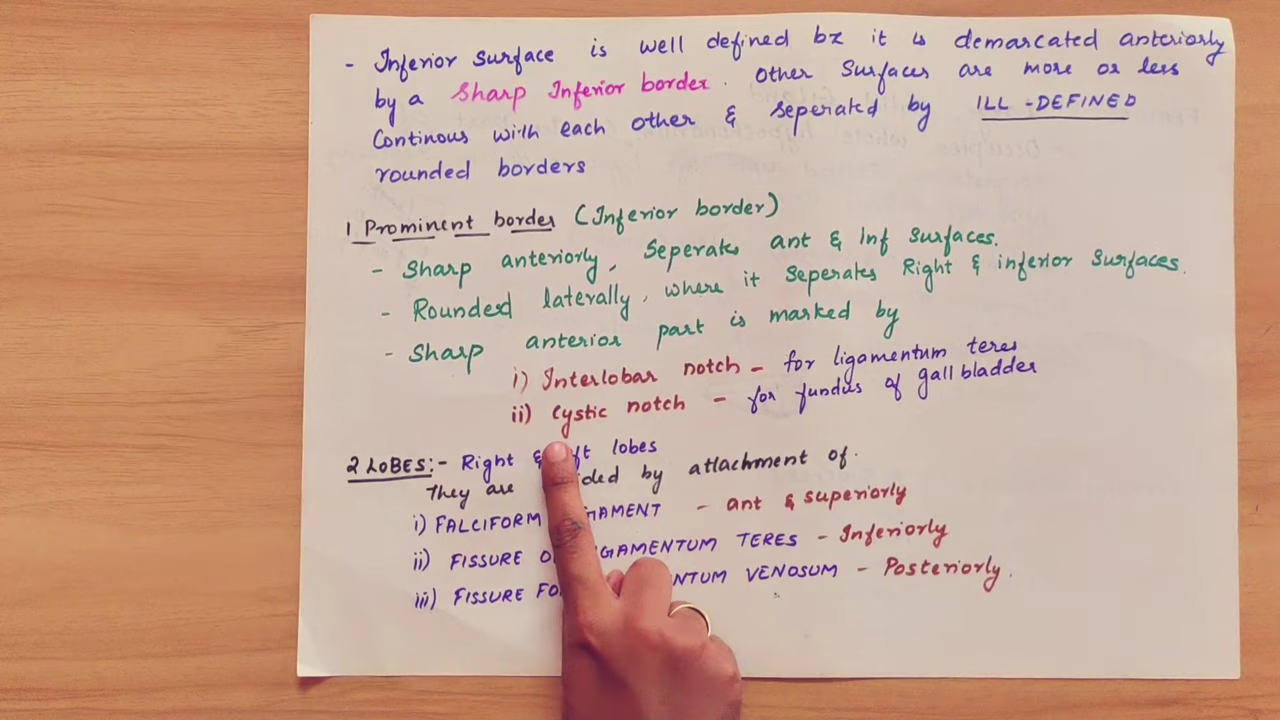 - Inferior surface is well defined bz it is demarcated anteriorly
by a Sharp Inferior border. Other surfaces are more or less
Continous with each other & seperated by ILL-DEFINED
rounded borders
1 Prominent border (Inferior border)
- Sharp anteriorly, Seperates ant & inf surfaces.
- Rounded laterally, where it seperates Right & inferior surfaces.
- Sharp anterior part is marked by
i) Interlobar notch - for ligamentum teres
ii) Cystic notch - for fundus of gall bladder
2 LOBES:- Right & lobes
They are by attachment of.
i) FALCIFORM - ant & superiorly
ii) FISSURE TERES - Inferiorly
iii) FISSURE VENOSUM - Posteriorly.